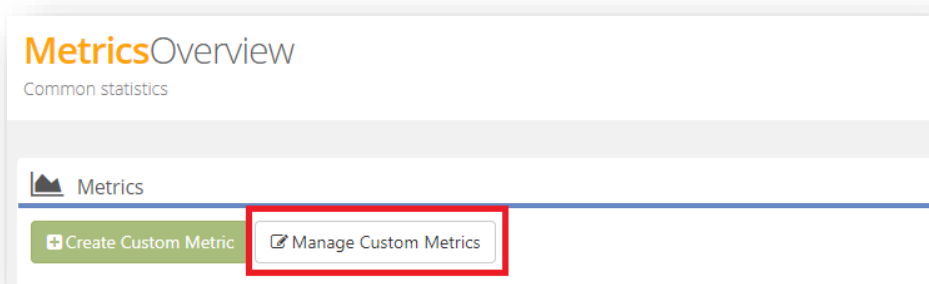 MetricsOverview
Common statistics
Metrics
Create Custom Metric
Manage Custom Metrics